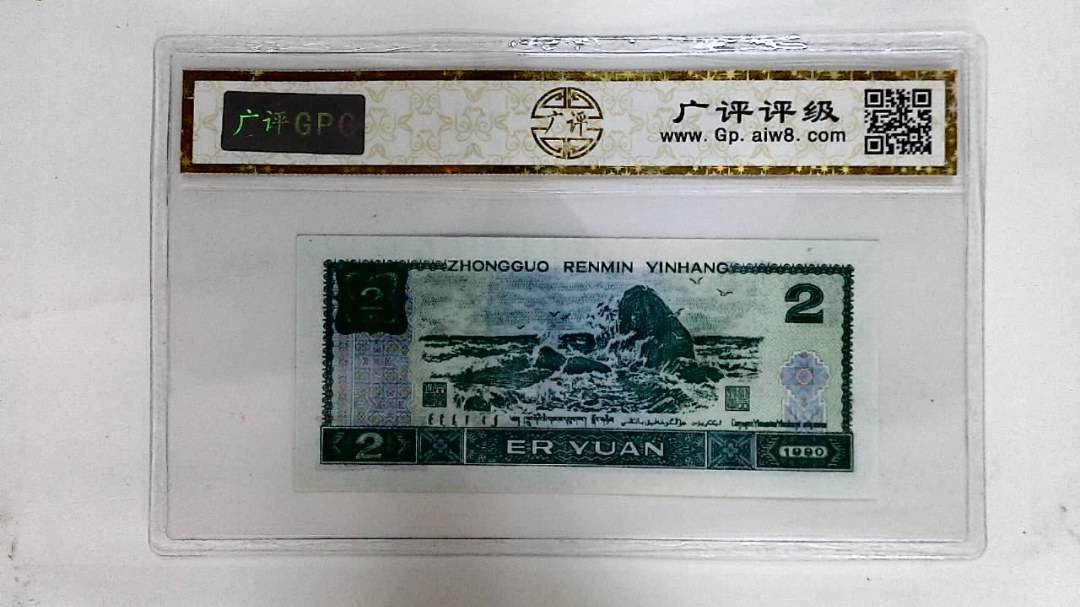 广评GPG
广评
广评评级
www. Gp. aiw8. com
ZHONGGUO RENMIN YINHANG
2
2
ER YUAN
1990